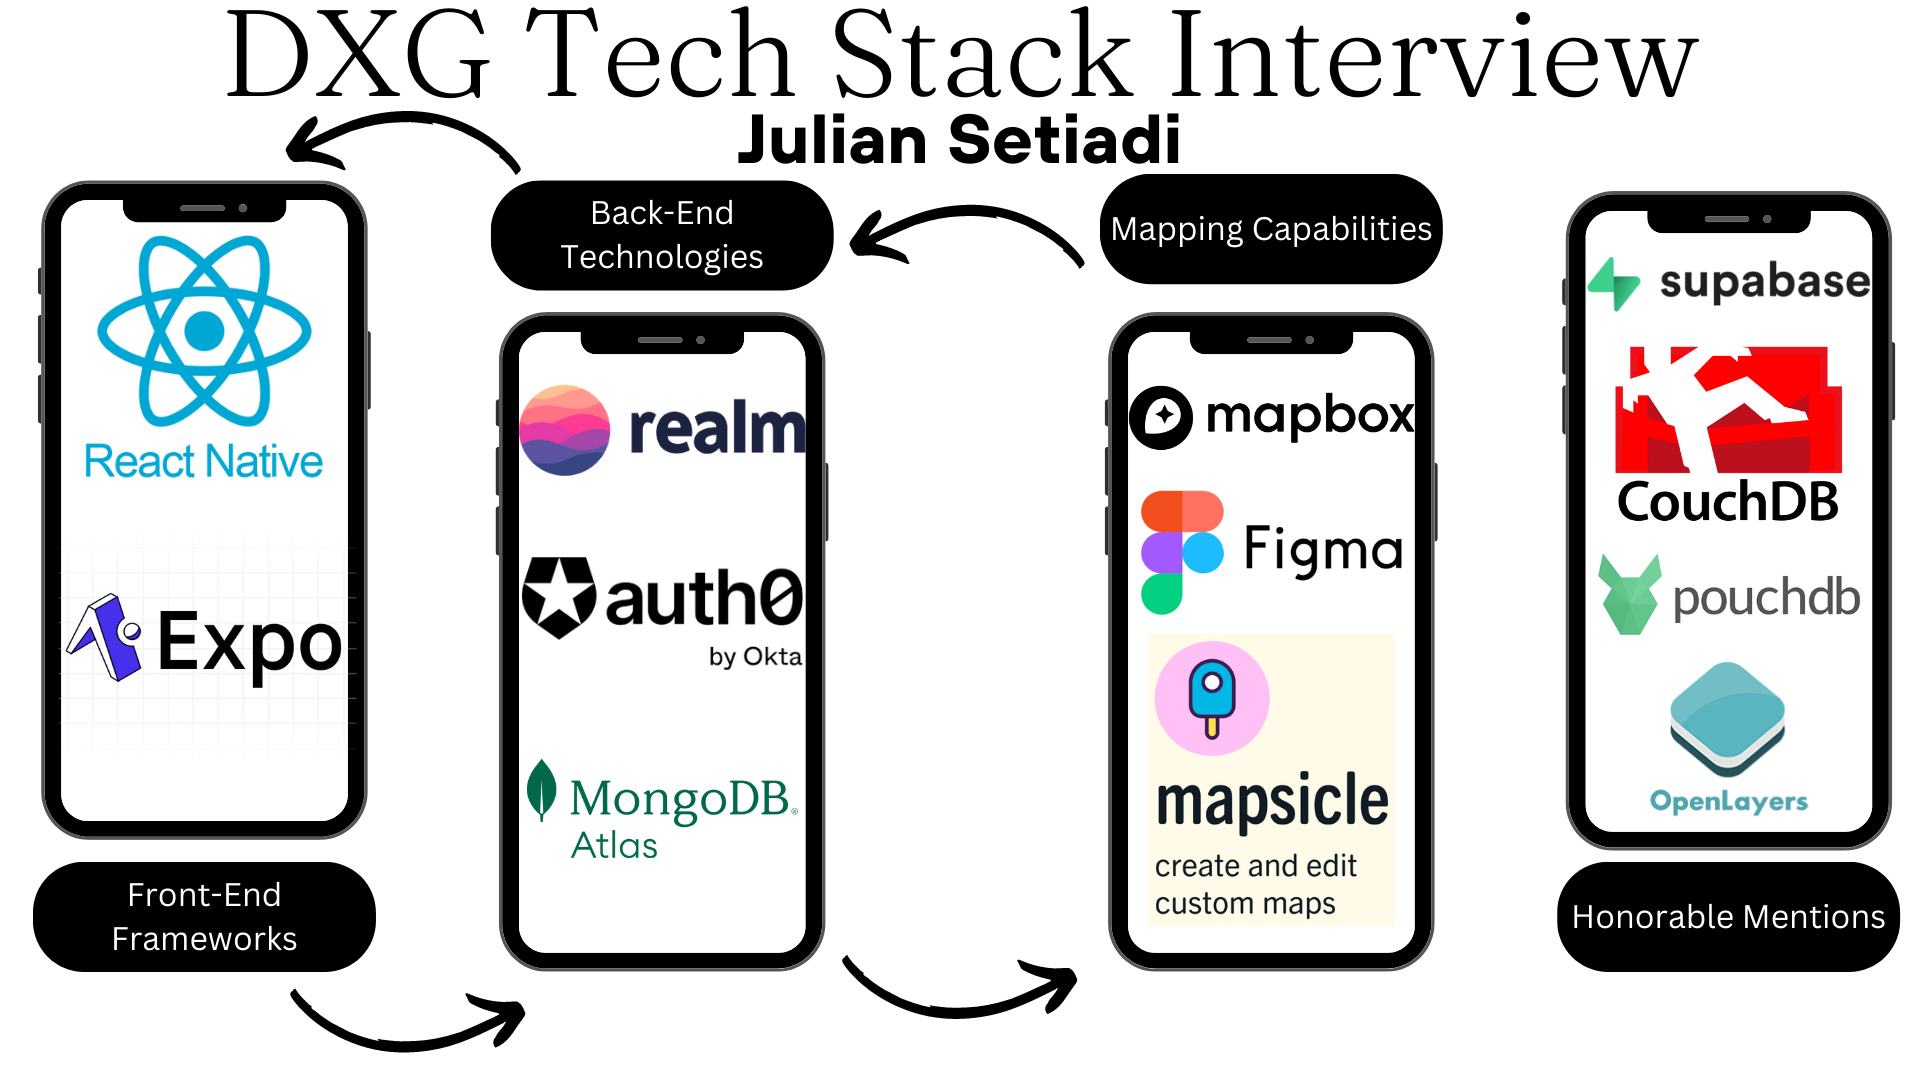 DXG Tech Stack Interview
Julian Setiadi
React Native
Expo
Front-End
Frameworks
Back-End
Technologies
realm
auth0
by Okta
MongoDB®
Atlas
Mapping Capabilities
mapbox
Figma
mapsicle
create and edit
custom maps
supabase
CouchDB
pouchdb
OpenLayers
Honorable Mentions